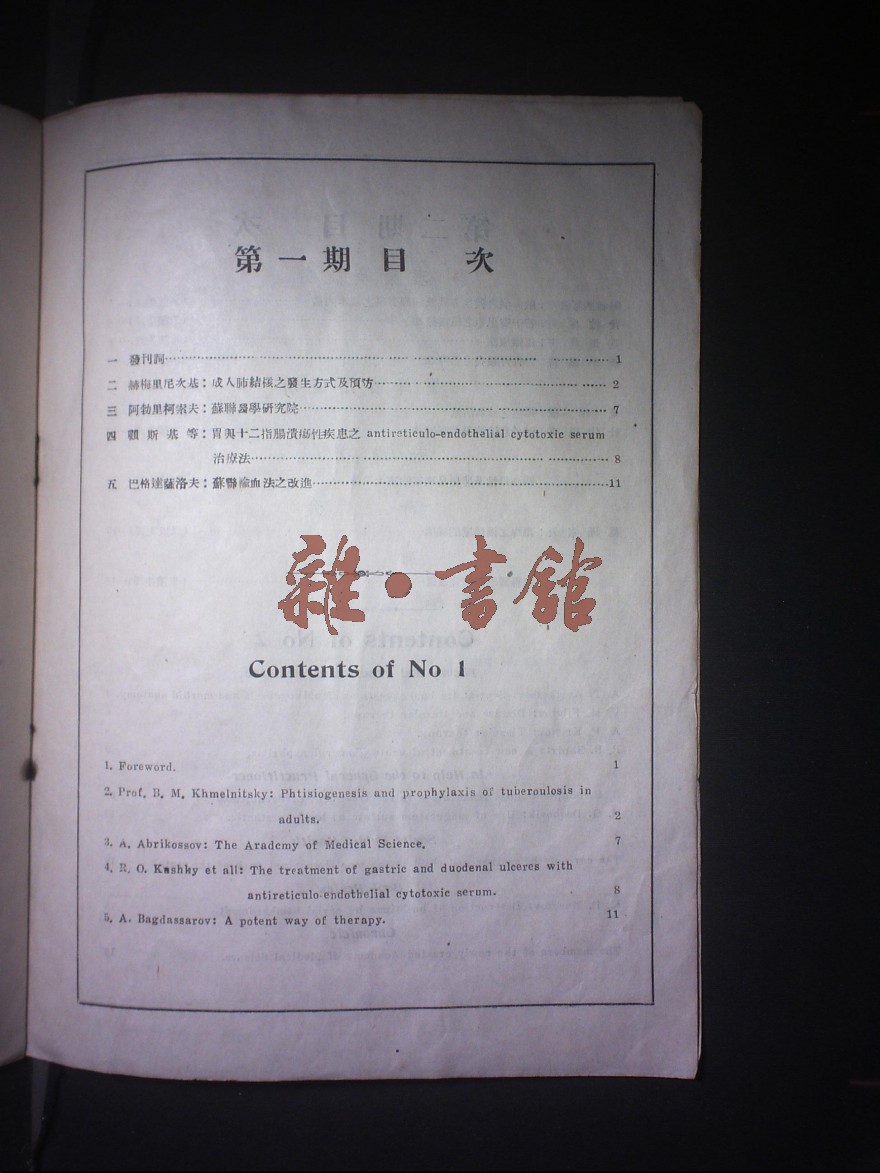 第一期目 次
一 發刊詞 1
二 赫梅里尼次基：成人肺結核之發生方式及預防 2
三 阿勃里柯索夫：蘇聯醫學研究院 7
四 斯基等：胃與十二指腸潰瘍性疾患之 antireticulo-endothelial cytotoxic serum
治療法 8
五 巴格達薩洛夫：蘇聯輸血法之改進 11
雜·書館
Contents of No 1
1. Foreword. 1
2. Prof. B. M. Khmelnitsky: Phtisiogenesis and prophylaxis of tuberoulosis in
adults. 2
3. A. Abrikossov: The Aradcmy of Medical Science. 7
4. R. O. Kushky et all: The treatment of gastric and duodenal ulceres with
antireticulo-endothelial cytotoxic serum. 8
5. A. Bagdassarov: A potent way of therapy. 11